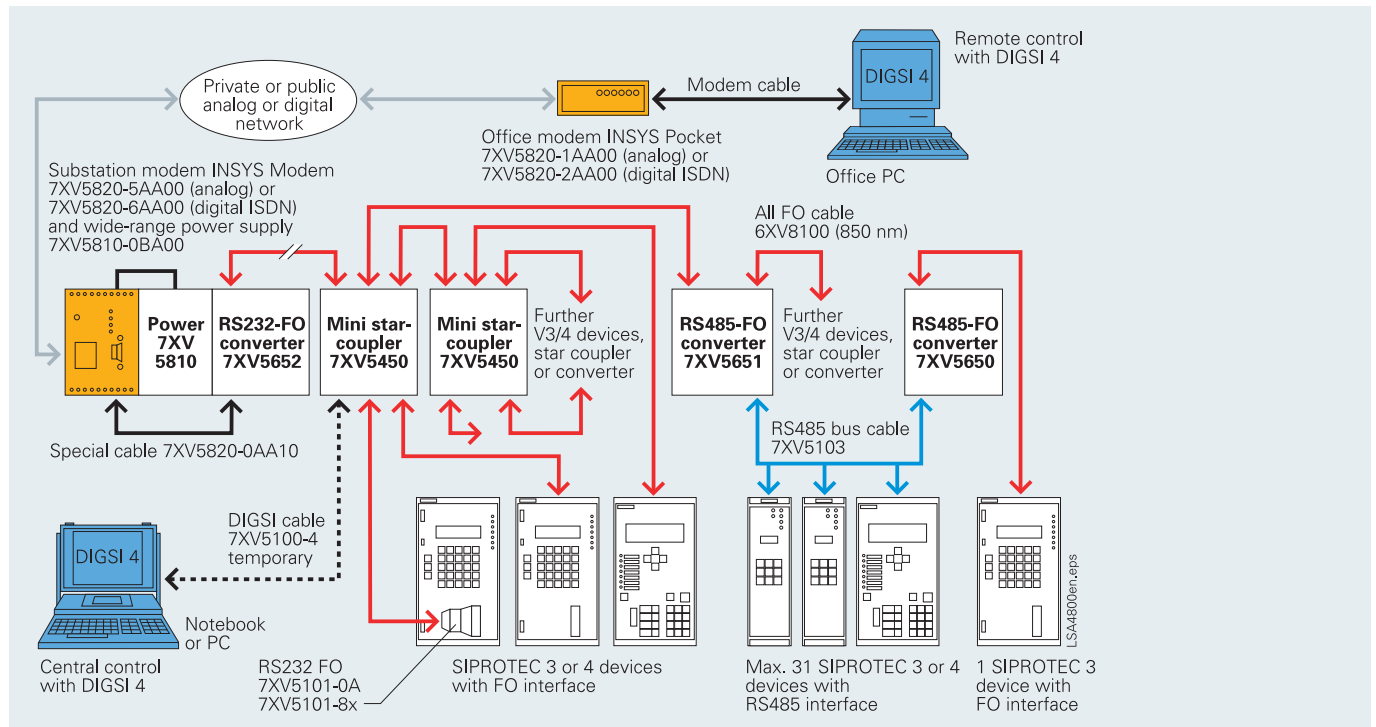 Remote control
with DIGSI 4
DIGSI 4
Private or public
analog or digital
network
Modem cable
Office modem INSYS Pocket
7XV5820-1AA00 (analog) or
7XV5820-2AA00 (digital ISDN)
Office PC
Substation modem INSYS Modem
7XV5820-5AA00 (analog) or
7XV5820-6AA00 (digital ISDN)
and wide-range power supply
7XV5810-0BA00
All FO cable
6XV8100 (850 nm)
Power
7XV
5810
RS232-FO
converter
7XV5652
Mini star-
coupler
7XV5450
Mini star-
coupler
7XV5450
Further
V3/4 devices,
star coupler
or converter
RS485-FO
converter
7XV5651
Further
V3/4 devices,
star coupler
or converter
RS485-FO
converter
7XV5650
Special cable 7XV5820-0AA10
RS485 bus cable
7XV5103
DIGSI cable
7XV5100-4
temporary
DIGSI 4
Notebook
or PC
Central control
with DIGSI 4
RS232 FO
7XV5101-0A
7XV5101-8x
SIPROTEC 3 or 4 devices
with FO interface
Max. 31 SIPROTEC 3 or 4
devices with
RS485 interface
1 SIPROTEC 3
device with
FO interface
LSA4800en.eps